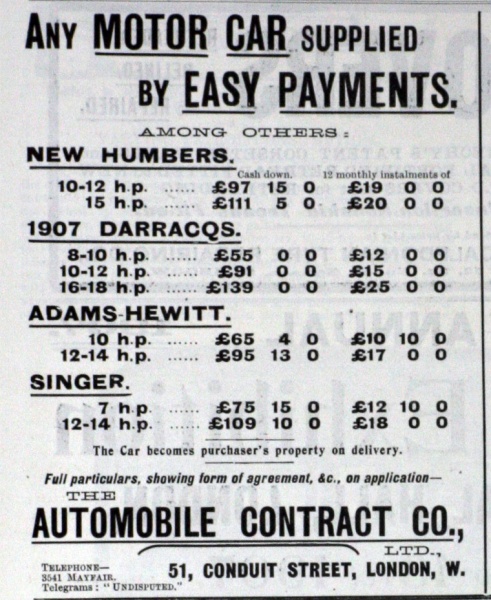 ANY MOTOR CAR SUPPLIED
BY EASY PAYMENTS.
AMONG OTHERS:
NEW HUMBERS.
Cash down. 12 monthly instalments of
10-12 h.p. ...... £97 15 0 £19 0 0
15 h.p. ...... £111 5 0 £20 0 0
1907 DARRACQS.
8-10 h.p. ...... £55 0 0 £12 0 0
10-12 h.p. ...... £91 0 0 £15 0 0
16-18 h.p. ...... £139 0 0 £25 0 0
ADAMS-HEWITT.
10 h.p. ...... £65 4 0 £10 10 0
12-14 h.p. ...... £95 13 0 £17 0 0
SINGER.
7 h.p. ...... £75 15 0 £12 10 0
12-14 h.p. ...... £109 10 0 £18 0 0
The Car becomes purchaser's property on delivery.
Full particulars, showing form of agreement, &c., on application—
THE
AUTOMOBILE CONTRACT CO.,
LTD.,
TELEPHONE—
3541 MAYFAIR.
Telegrams: "UNDISPUTED."
51, CONDUIT STREET, LONDON, W.